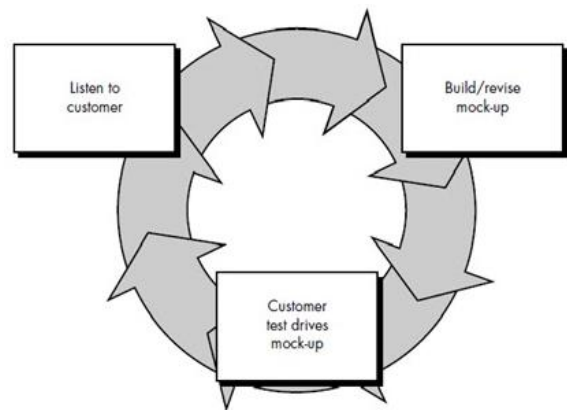 Listen to
customer
Build/revise
mock-up
Customer
test drives
mock-up